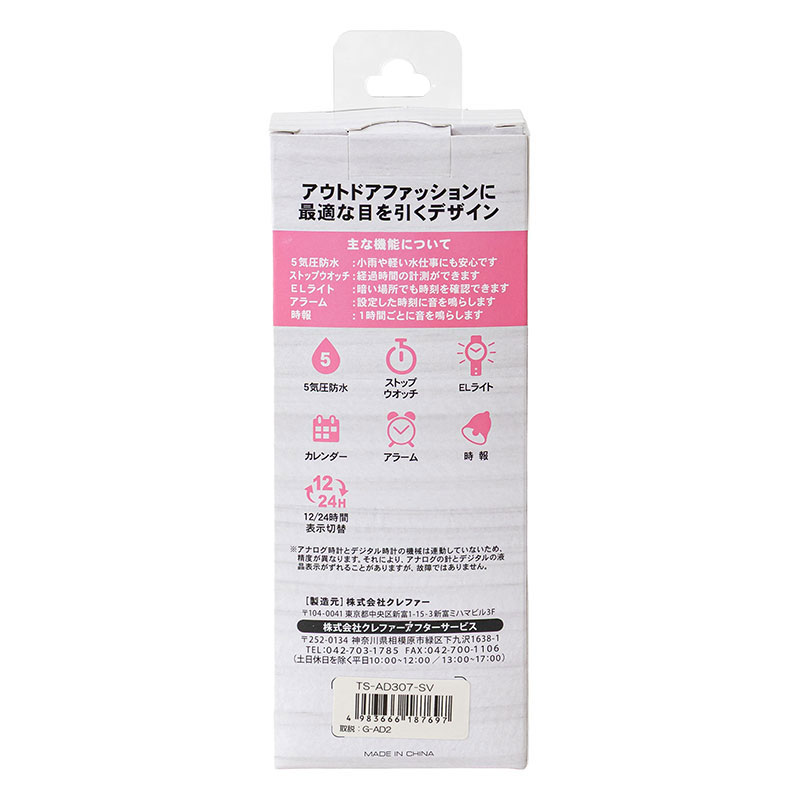 アウトドアファッションに
最適な目を引くデザイン
主な機能について
5気圧防水 :小雨や軽い水仕事にも安心です
ストップウオッチ :経過時間の計測ができます
ELライト :暗い場所でも時刻を確認できます
アラーム :設定した時刻に音を鳴らします
時報 :1時間ごとに音を鳴らします
5
5気圧防水
ストップ
ウオッチ
ELライト
カレンダー
アラーム
時報
12
24H
12/24時間
表示切替
※アナログ時計とデジタル時計の機械は連動していないため、
精度が異なります。それにより、アナログの針とデジタルの液
晶表示がずれることがありますが、故障ではありません。
[製造元]株式会社クレファー
〒104-0041 東京都中央区新富1-15-3新富ミハマビル3F
株式会社クレファーアフターサービス
〒252-0134 神奈川県相模原市緑区下九沢1638-1
TEL:042-703-1785 FAX:042-700-1106
(土日休日を除く平日10:00~12:00/13:00~17:00)
TS-AD307-SV
4 983666 187697
取説:G-AD2
MADE IN CHINA